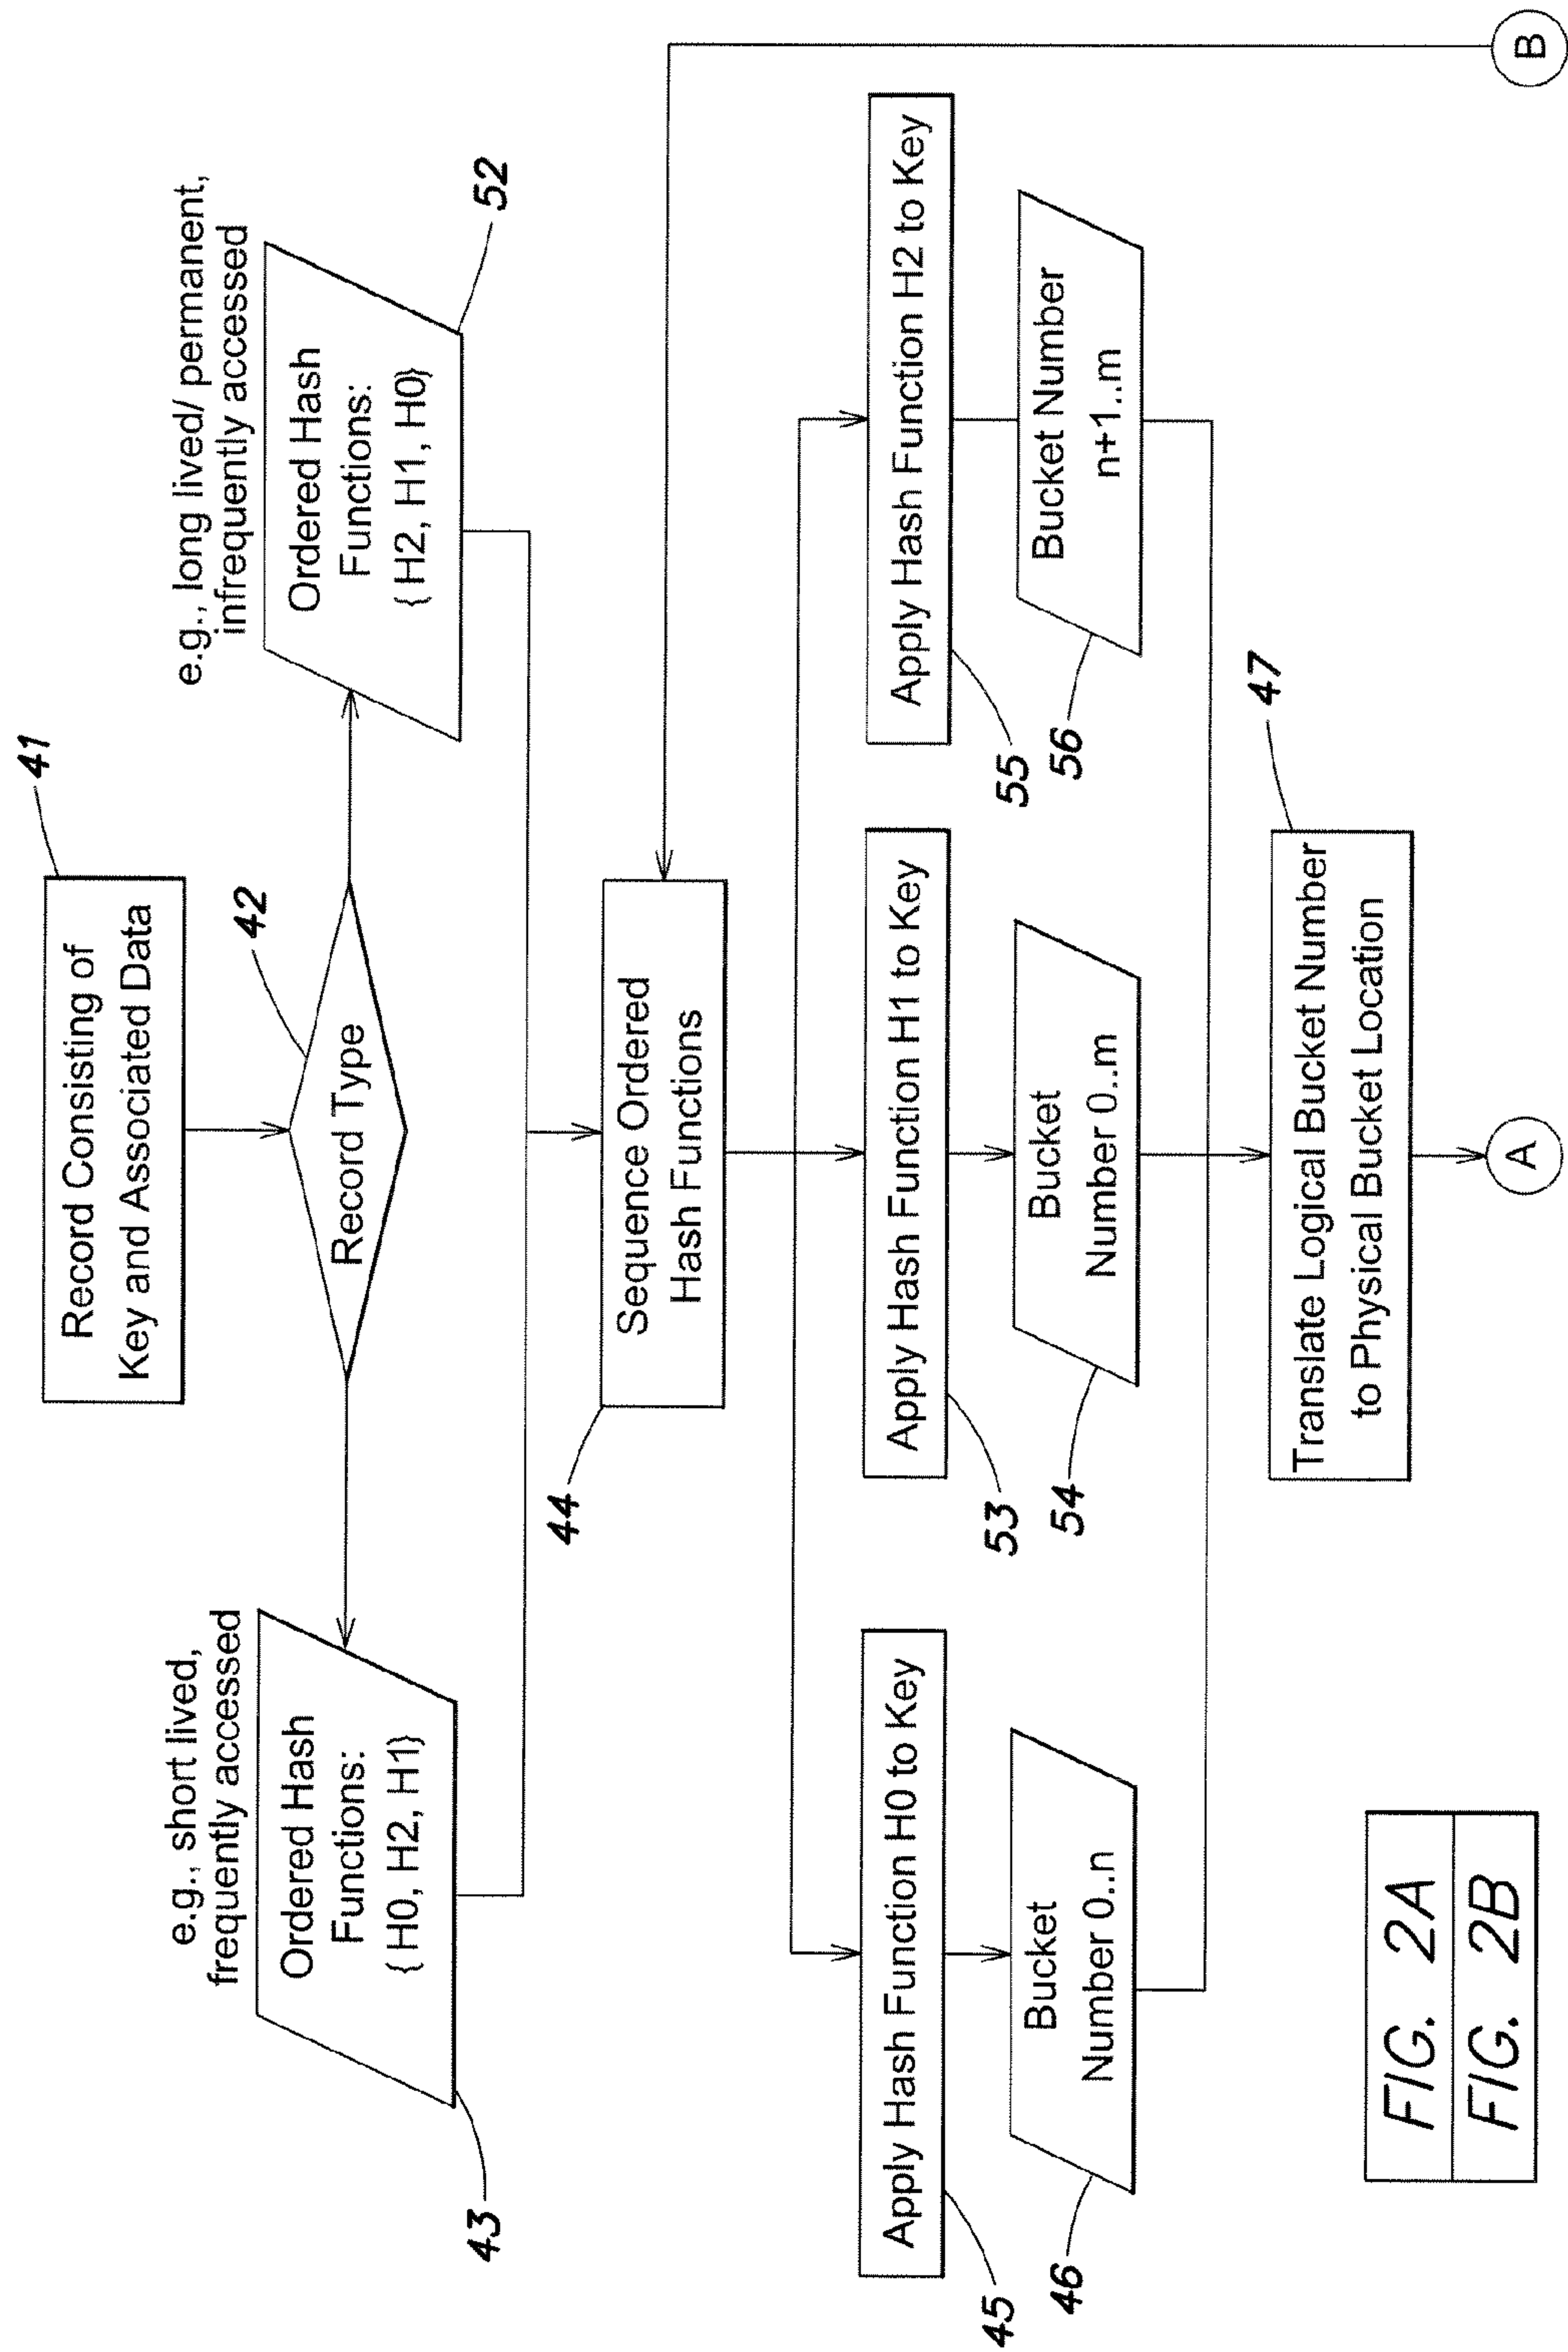 41
Record Consisting of
Key and Associated Data
42
Record Type
e.g., short lived,
frequently accessed
Ordered Hash
Functions:
{H0, H2, H1}
43
e.g., long lived/ permanent,
infrequently accessed
Ordered Hash
Functions:
{H2, H1, H0}
52
44
Sequence Ordered
Hash Functions
Apply Hash Function H0 to Key
45
Bucket
Number 0..n
46
Apply Hash Function H1 to Key
53
Bucket
Number 0..m
54
Apply Hash Function H2 to Key
55
Bucket Number
n+1..m
56
47
Translate Logical Bucket Number
to Physical Bucket Location
A
B
FIG. 2A
FIG. 2B